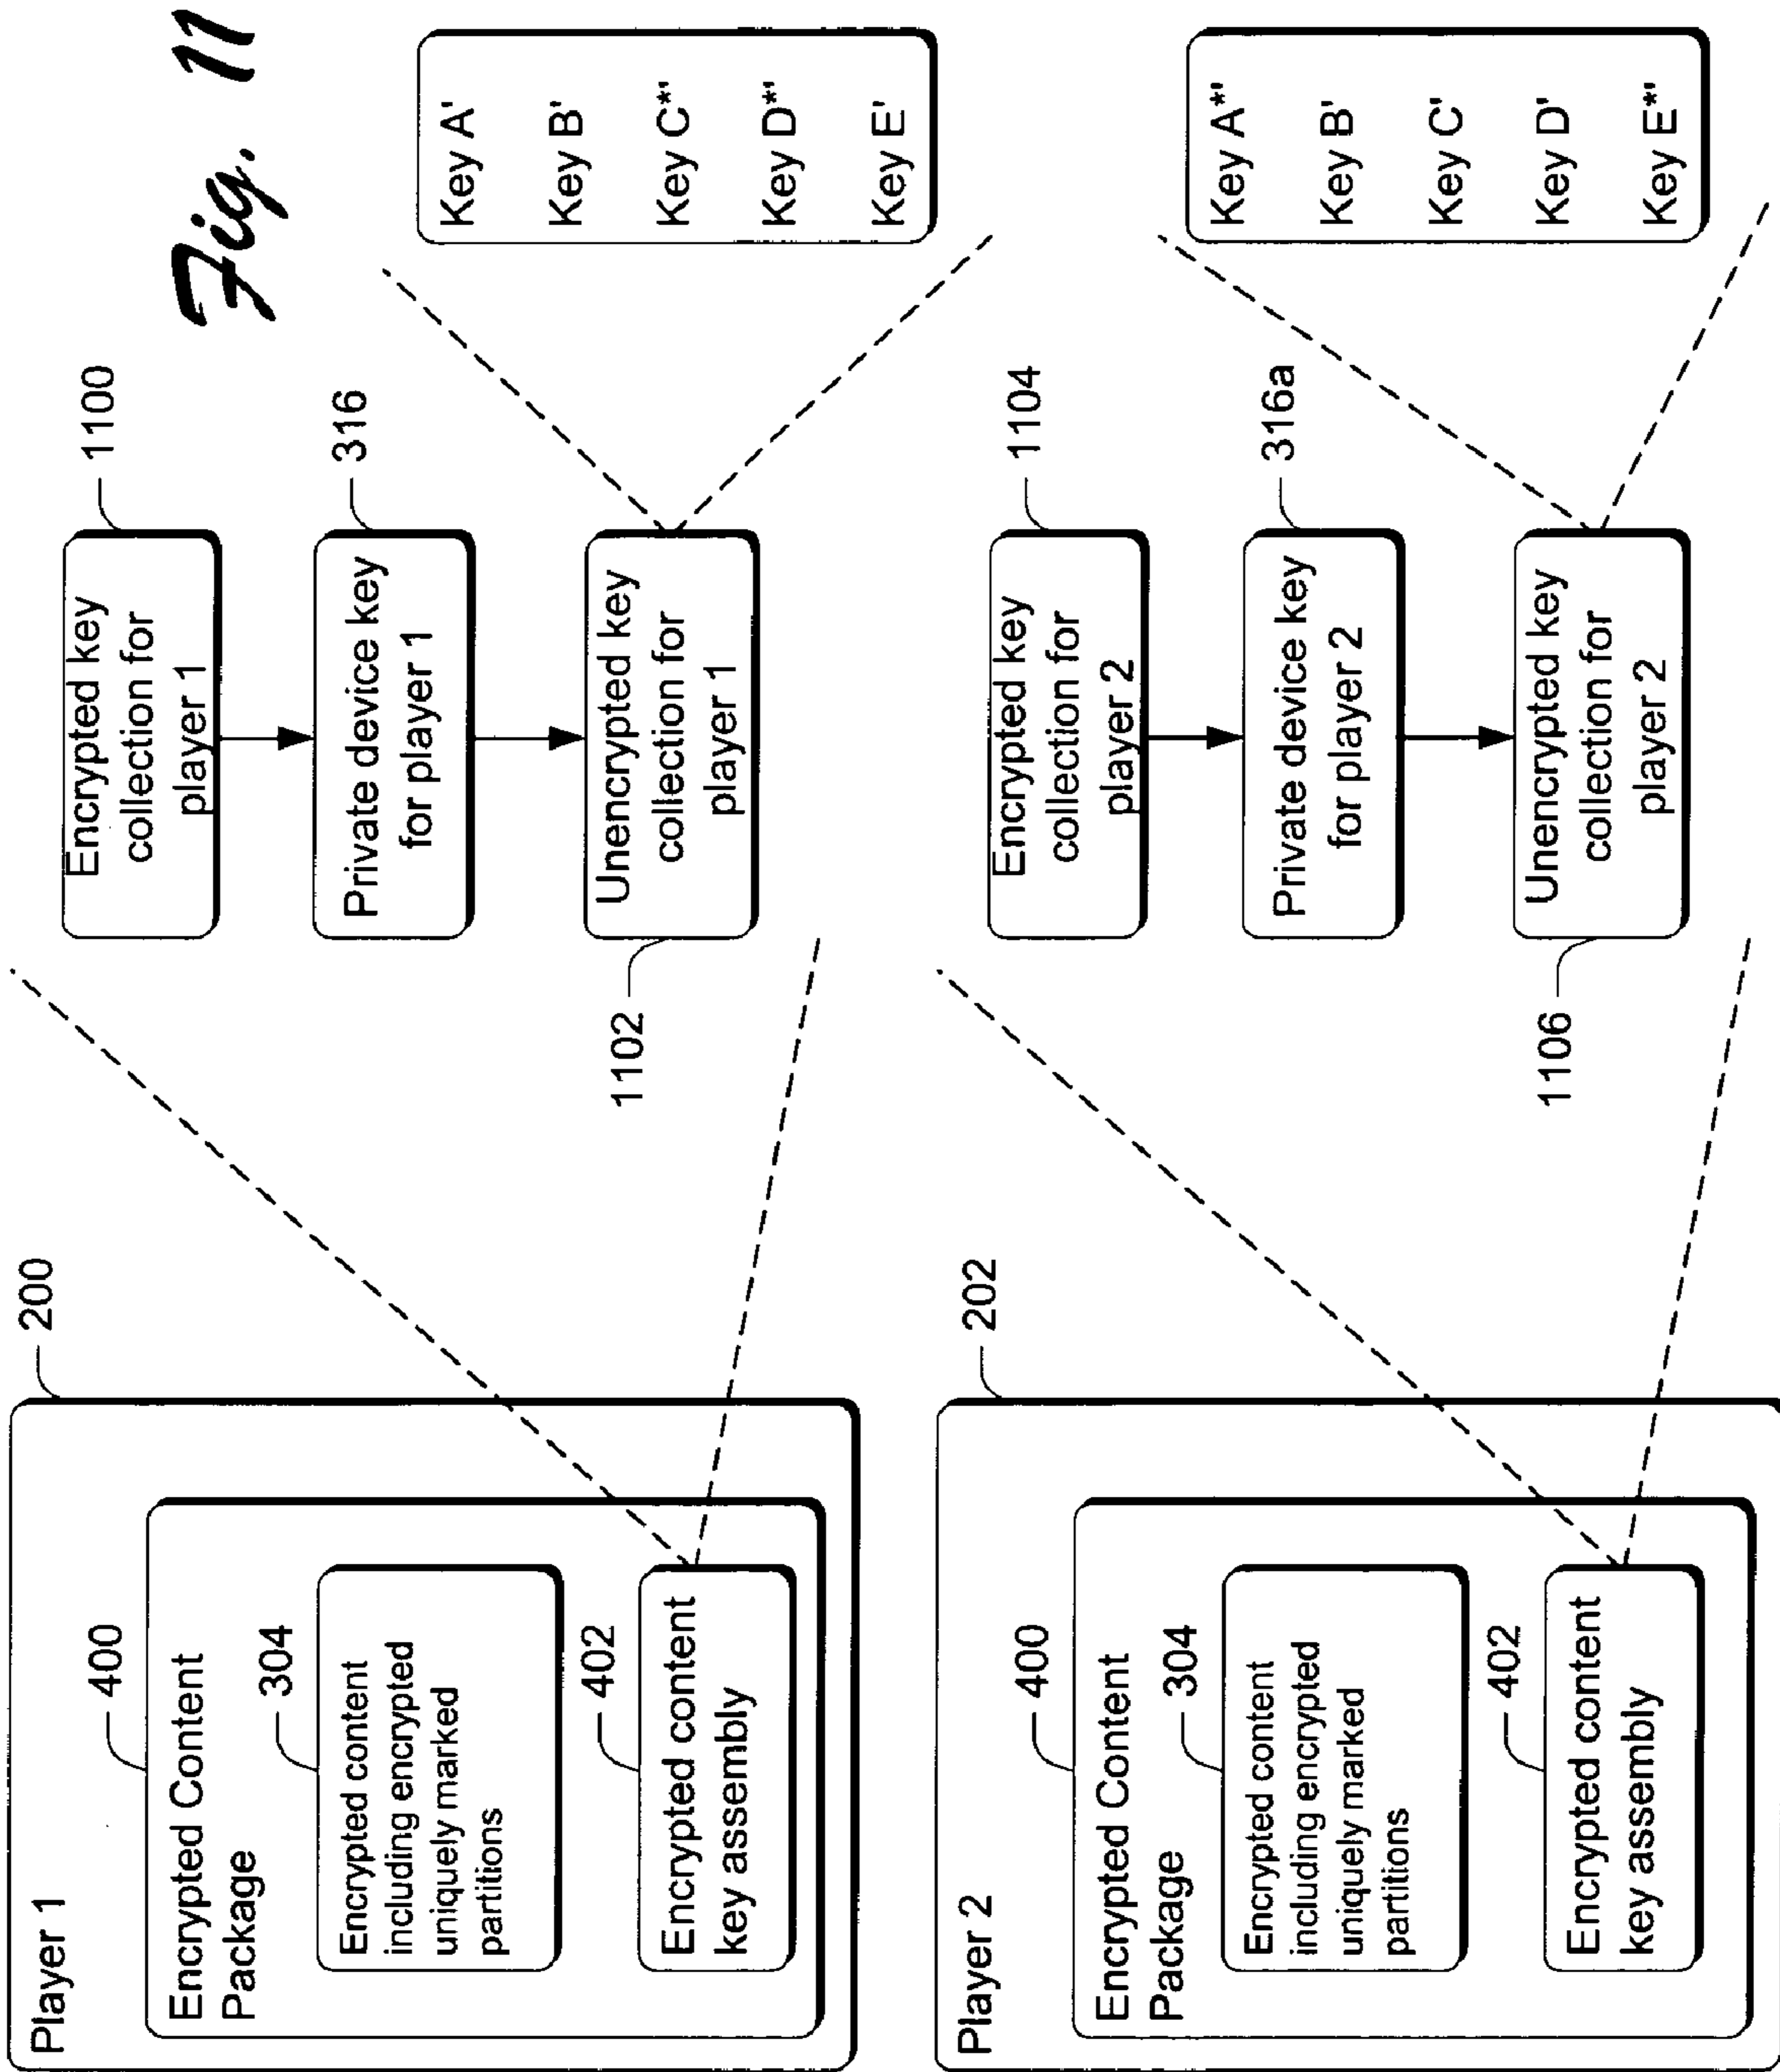 Fig. 11
Player 1
200
Encrypted Content
Package
400
Encrypted content
including encrypted
uniquely marked
partitions
304
Encrypted content
key assembly
402
Encrypted key
collection for
player 1
1100
Private device key
for player 1
316
Unencrypted key
collection for
player 1
1102
Key A'
Key B'
Key C*'
Key D*'
Key E'
Player 2
202
Encrypted Content
Package
400
Encrypted content
including encrypted
uniquely marked
partitions
304
Encrypted content
key assembly
402
Encrypted key
collection for
player 2
1104
Private device key
for player 2
316a
Unencrypted key
collection for
player 2
1106
Key A*'
Key B'
Key C'
Key D'
Key E*'